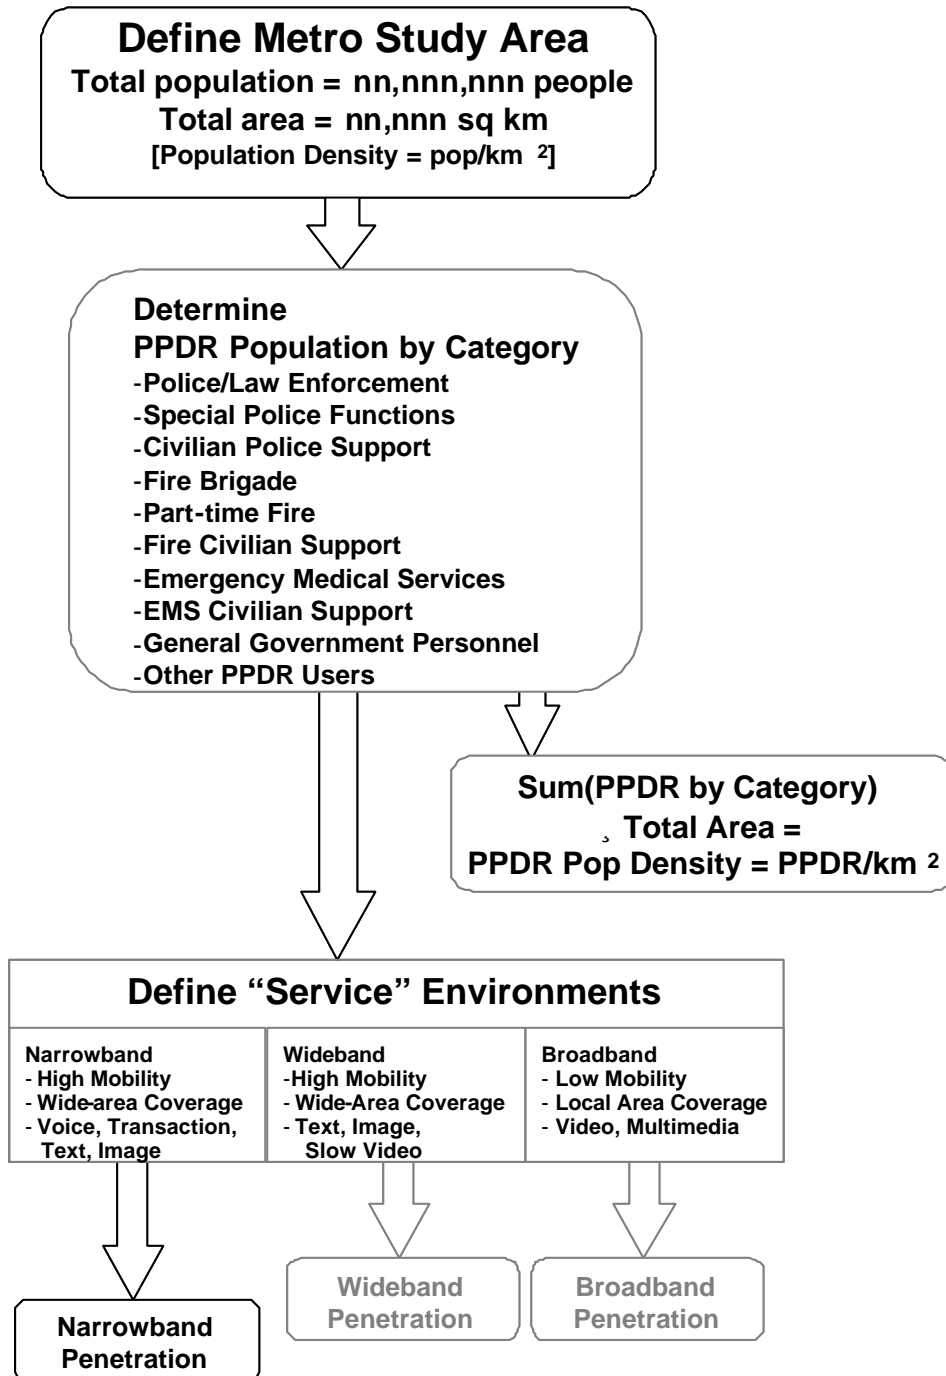 Define Metro Study Area
Total population = nn,nnn,nnn people
Total area = nn,nnn sq km
[Population Density = pop/km 2]
Determine
PPDR Population by Category
-Police/Law Enforcement
-Special Police Functions
-Civilian Police Support
-Fire Brigade
-Part-time Fire
-Fire Civilian Support
-Emergency Medical Services
-EMS Civilian Support
-General Government Personnel
-Other PPDR Users
Sum(PPDR by Category)
¸ Total Area =
PPDR Pop Density = PPDR/km 2
Define “Service” Environments
Narrowband
- High Mobility
- Wide-area Coverage
- Voice, Transaction,
Text, Image
Wideband
-High Mobility
- Wide-Area Coverage
- Text, Image,
Slow Video
Broadband
- Low Mobility
- Local Area Coverage
- Video, Multimedia
Narrowband
Penetration
Wideband
Penetration
Broadband
Penetration